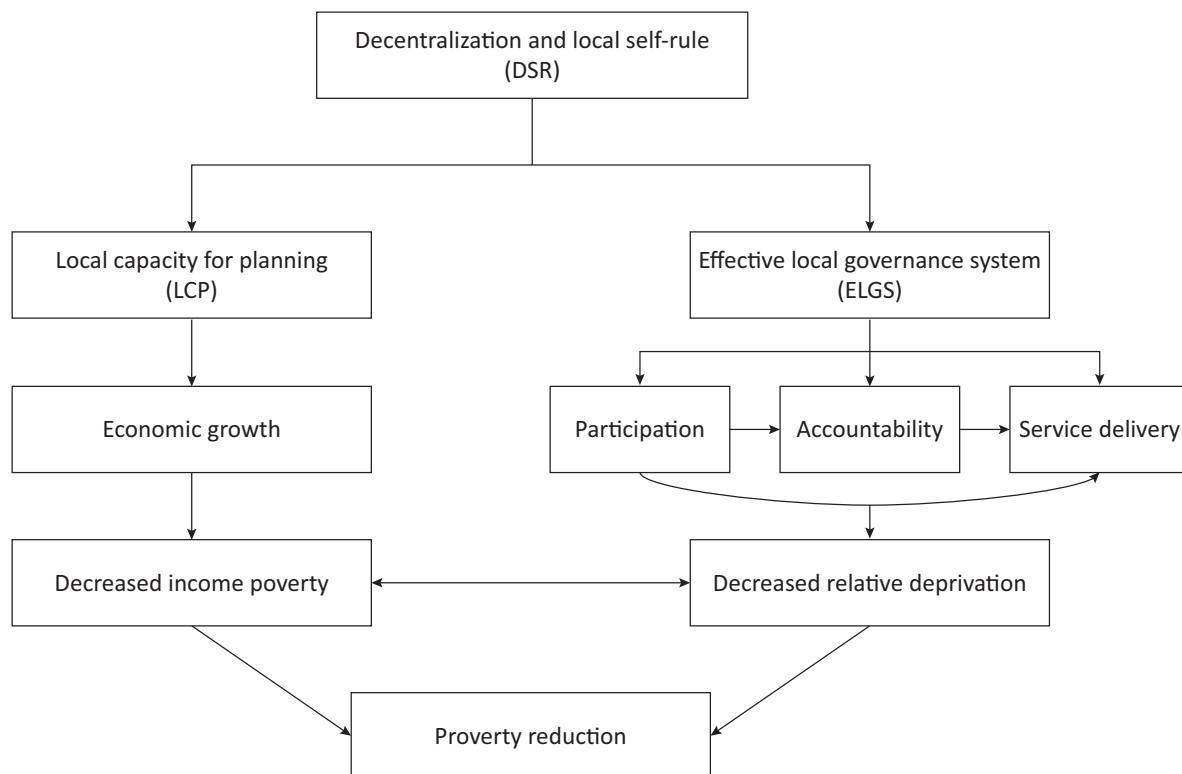 Decentralization and local self-rule
(DSR)
Local capacity for planning
(LCP)
Effective local governance system
(ELGS)
Economic growth
Participation
Accountability
Service delivery
Decreased income poverty
Decreased relative deprivation
Proverty reduction